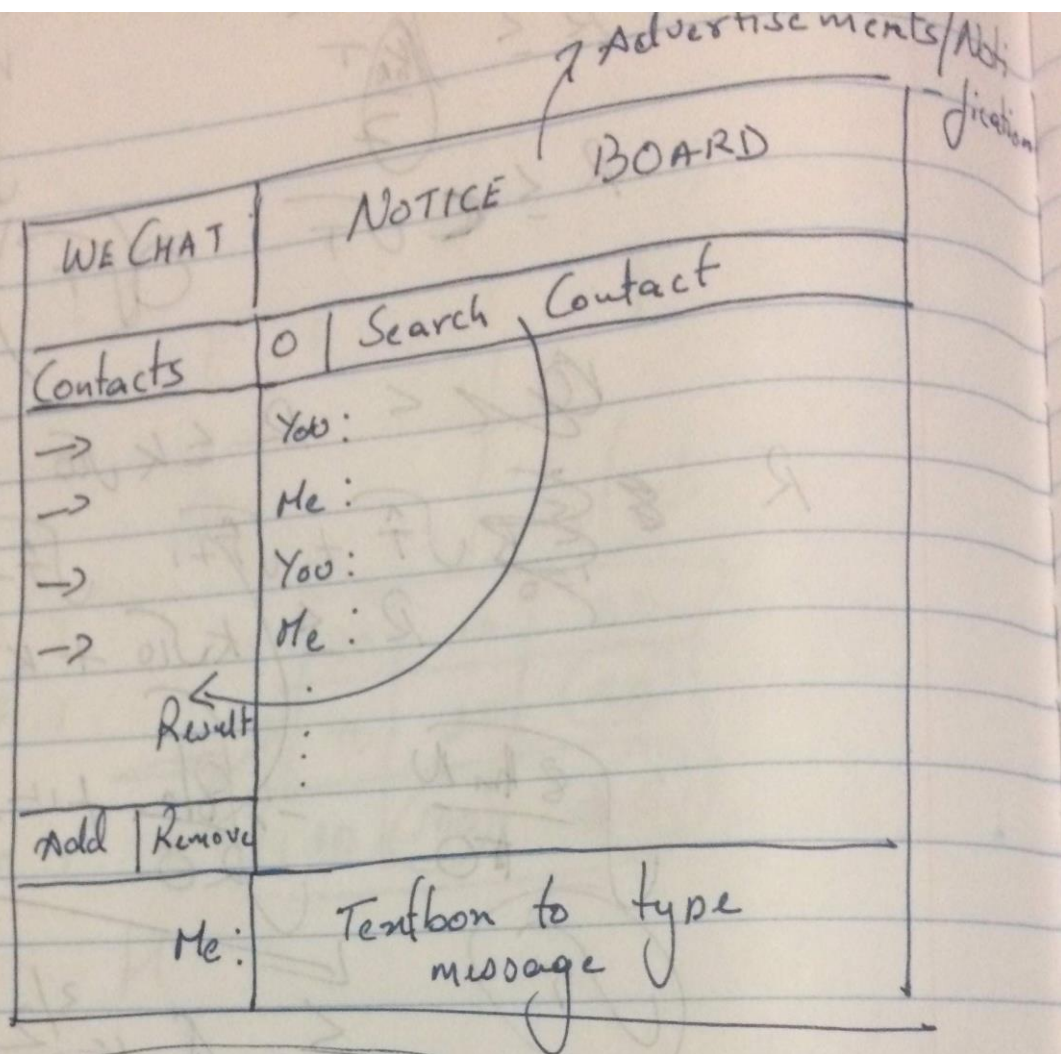 Advertisements/Noti
-fication
WE CHAT
NOTICE BOARD
Contacts
O | Search Contact
→
→
→
→
You:
Me:
You:
Me:
Result
Add | Remove
Me:
Textbox to type
message